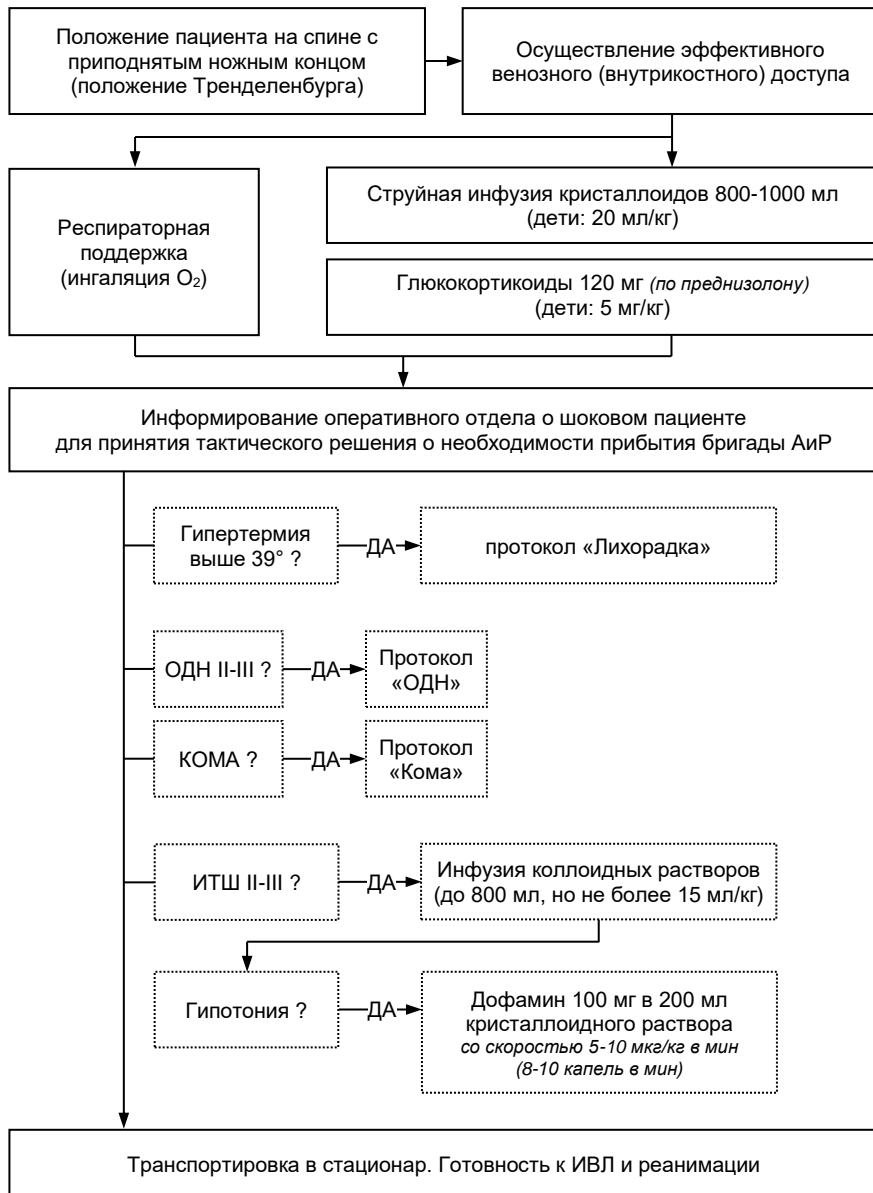 Положение пациента на спине с
приподнятым ножным концом
(положение Тренделенбурга)
Осуществление эффективного
венозного (внутрикостного) доступа
Респираторная
поддержка
(ингаляция O₂)
Струйная инфузия кристаллоидов 800-1000 мл
(дети: 20 мл/кг)
Глюкокортикоиды 120 мг (по преднизолону)
(дети: 5 мг/кг)
Информирование оперативного отдела о шоковом пациенте
для принятия тактического решения о необходимости прибытия бригады АиР
Гипертермия
выше 39° ?
ДА
протокол «Лихорадка»
ОДН II-III ?
ДА
Протокол
«ОДН»
КОМА ?
ДА
Протокол
«Кома»
ИТШ II-III ?
ДА
Инфузия коллоидных растворов
(до 800 мл, но не более 15 мл/кг)
Гипотония ?
ДА
Дофамин 100 мг в 200 мл
кристаллоидного раствора
со скоростью 5-10 мкг/кг в мин
(8-10 капель в мин)
Транспортировка в стационар. Готовность к ИВЛ и реанимации